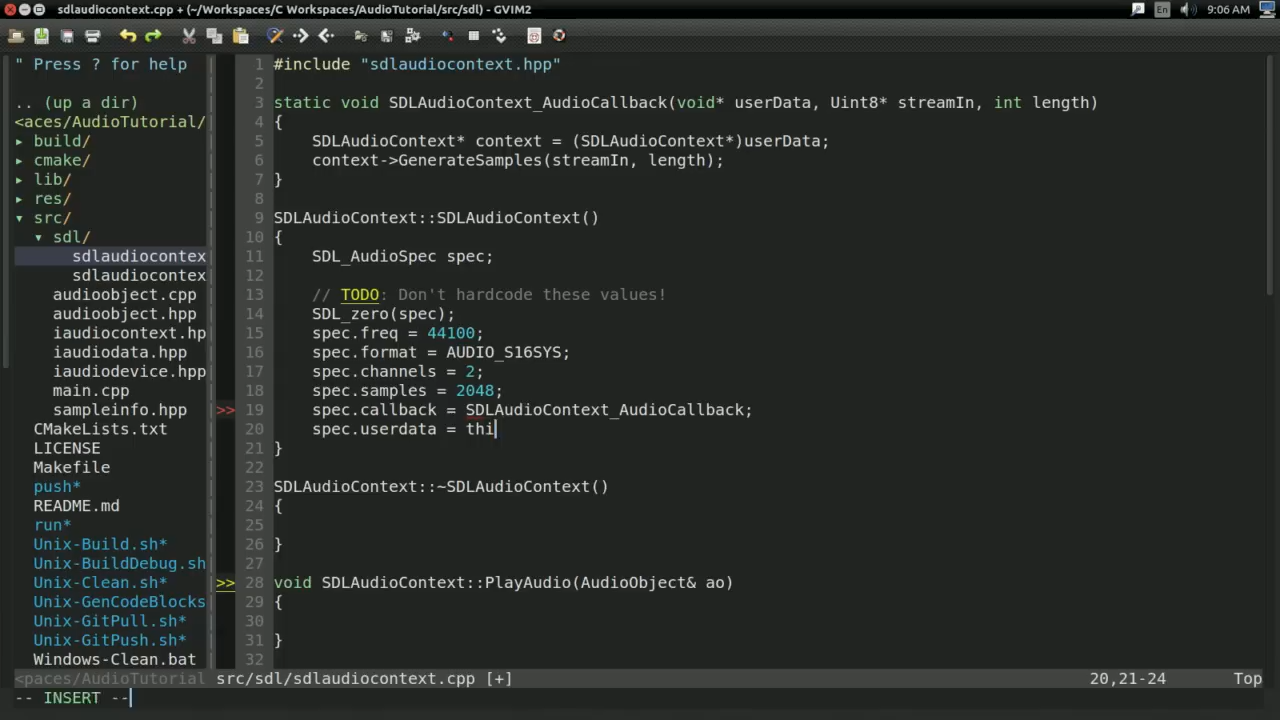 sdlaudiocontext.cpp + (~/Workspaces/C Workspaces/AudioTutorial/src/sdl) - GVIM2
En
9:06 AM
" Press ? for help
.. (up a dir)
<aces/AudioTutorial/
▸ build/
▸ cmake/
▸ lib/
▸ res/
▾ src/
▾ sdl/
sdlaudiocontex
sdlaudiocontex
audioobject.cpp
audioobject.hpp
iaudiocontext.hp
iaudiodata.hpp
iaudiodevice.hpp
main.cpp
sampleinfo.hpp
CMakeLists.txt
LICENSE
Makefile
push*
README.md
run*
Unix-Build.sh*
Unix-BuildDebug.sh
Unix-Clean.sh*
Unix-GenCodeBlocks
Unix-GitPull.sh*
Unix-GitPush.sh*
Windows-Clean.bat
1 #include "sdlaudiocontext.hpp"
2
3 static void SDLAudioContext_AudioCallback(void* userData, Uint8* streamIn, int length)
4 {
5     SDLAudioContext* context = (SDLAudioContext*)userData;
6     context->GenerateSamples(streamIn, length);
7 }
8
9 SDLAudioContext::SDLAudioContext()
10 {
11     SDL_AudioSpec spec;
12
13     // TODO: Don't hardcode these values!
14     SDL_zero(spec);
15     spec.freq = 44100;
16     spec.format = AUDIO_S16SYS;
17     spec.channels = 2;
18     spec.samples = 2048;
>> 19     spec.callback = SDLAudioContext_AudioCallback;
20     spec.userdata = thi
21 }
22
23 SDLAudioContext::~SDLAudioContext()
24 {
25
26 }
27
>> 28 void SDLAudioContext::PlayAudio(AudioObject& ao)
29 {
30
31 }
32
<paces/AudioTutorial src/sdl/sdlaudiocontext.cpp [+] 20,21-24 Top
-- INSERT --